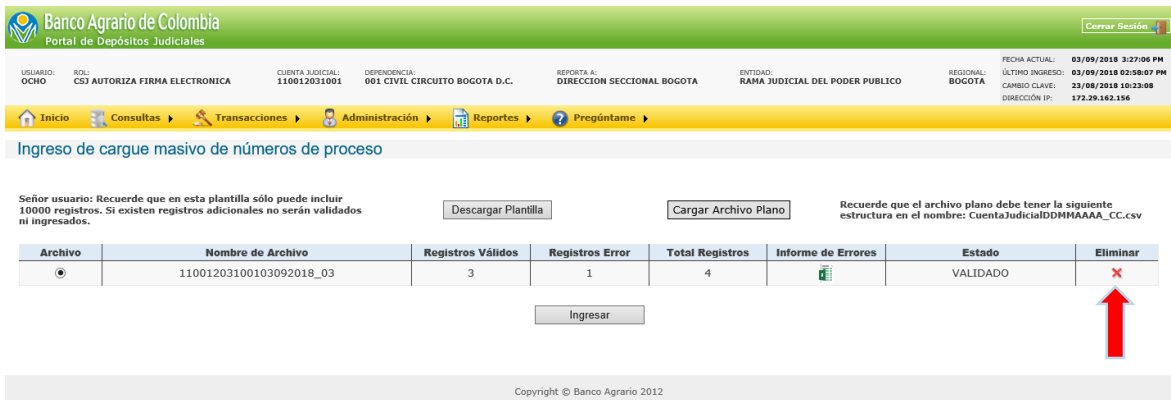 Banco Agrario de Colombia
Portal de Depósitos Judiciales
Cerrar Sesión
USUARIO: ROL: CUENTA JUDICIAL: DEPENDENCIA: REPORTA A: ENTIDAD: REGIONAL:
OCHO CSJ AUTORIZA FIRMA ELECTRONICA 110012031001 001 CIVIL CIRCUITO BOGOTA D.C. DIRECCION SECCIONAL BOGOTA RAMA JUDICIAL DEL PODER PUBLICO BOGOTA
FECHA ACTUAL: 03/09/2018 3:27:06 PM
ÚLTIMO INGRESO: 03/09/2018 02:58:07 PM
CAMBIO CLAVE: 23/08/2018 10:23:08
DIRECCIÓN IP: 172.29.162.156
Inicio Consultas Transacciones Administración Reportes Pregúntame
Ingreso de cargue masivo de números de proceso
Señor usuario: Recuerde que en esta plantilla sólo puede incluir
10000 registros. Si existen registros adicionales no serán validados
ni ingresados.
Descargar Plantilla
Cargar Archivo Plano
Recuerde que el archivo plano debe tener la siguiente
estructura en el nombre: CuentaJudicialDDMMAAAA_CC.csv
Archivo Nombre de Archivo Registros Válidos Registros Error Total Registros Informe de Errores Estado Eliminar
11001203100103092018_03 3 1 4 VALIDADO
Ingresar
Copyright © Banco Agrario 2012